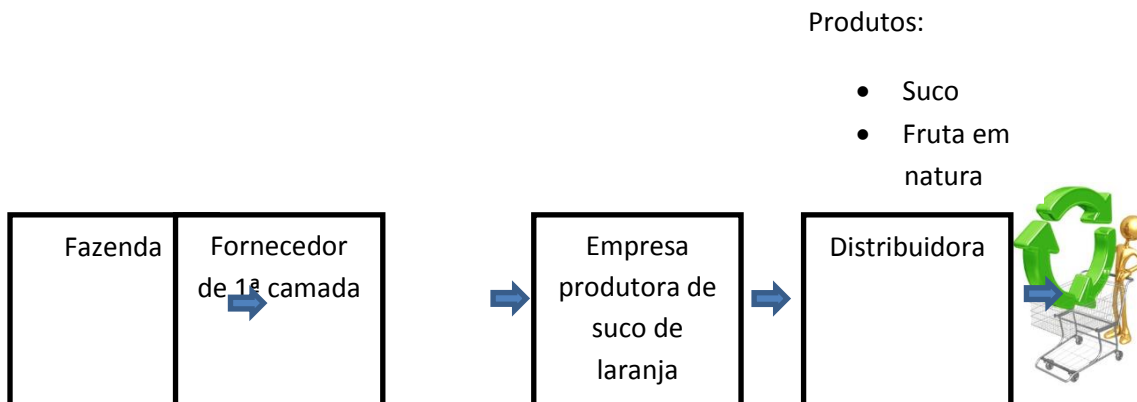 Produtos:
• Suco
• Fruta em
natura
Fazenda
Fornecedor
de 1ª camada
Empresa
produtora de
suco de
laranja
Distribuidora